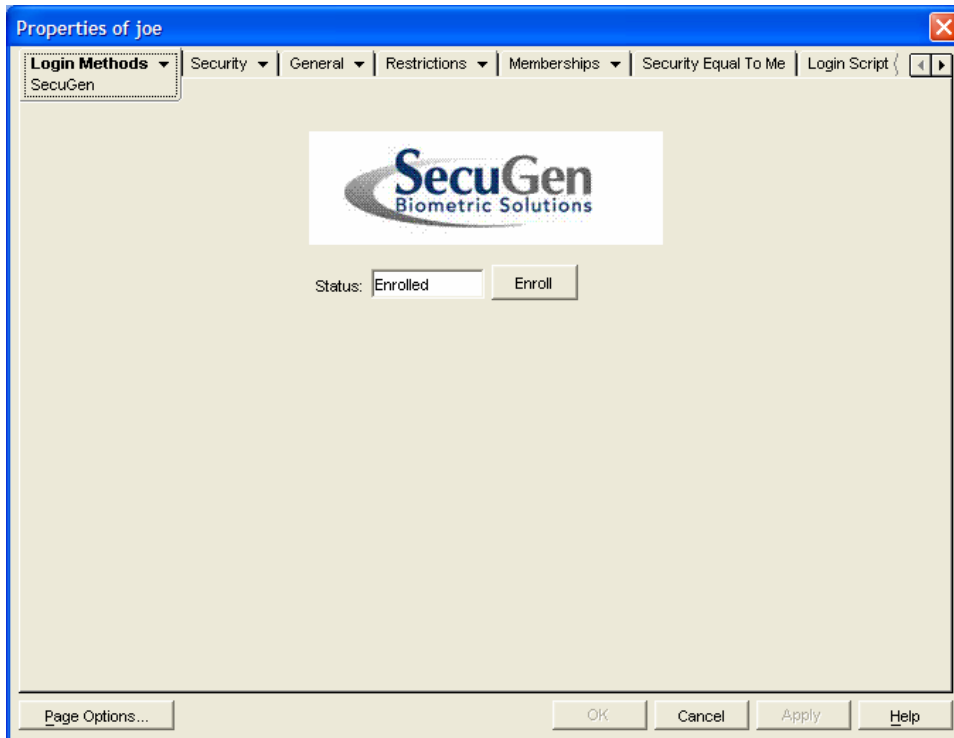 Properties of joe
Login Methods Security General Restrictions Memberships Security Equal To Me Login Script
SecuGen
SecuGen
Biometric Solutions
Status: Enrolled Enroll
Page Options... OK Cancel Apply Help